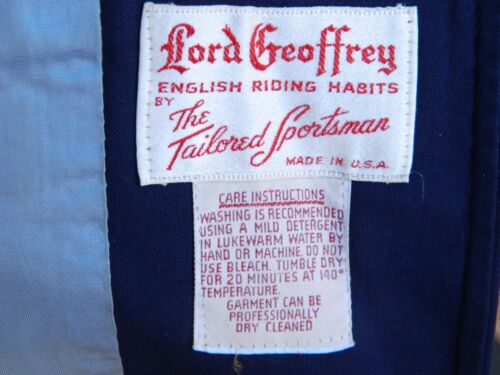 Lord Geoffrey
ENGLISH RIDING HABITS
BY The
Tailored Sportsman
MADE IN U.S.A.
CARE INSTRUCTIONS
WASHING IS RECOMMENDED
USING A MILD DETERGENT
IN LUKEWARM WATER BY
HAND OR MACHINE. DO NOT
USE BLEACH. TUMBLE DRY
FOR 20 MINUTES AT 140°
TEMPERATURE.
GARMENT CAN BE
PROFESSIONALLY
DRY CLEANED